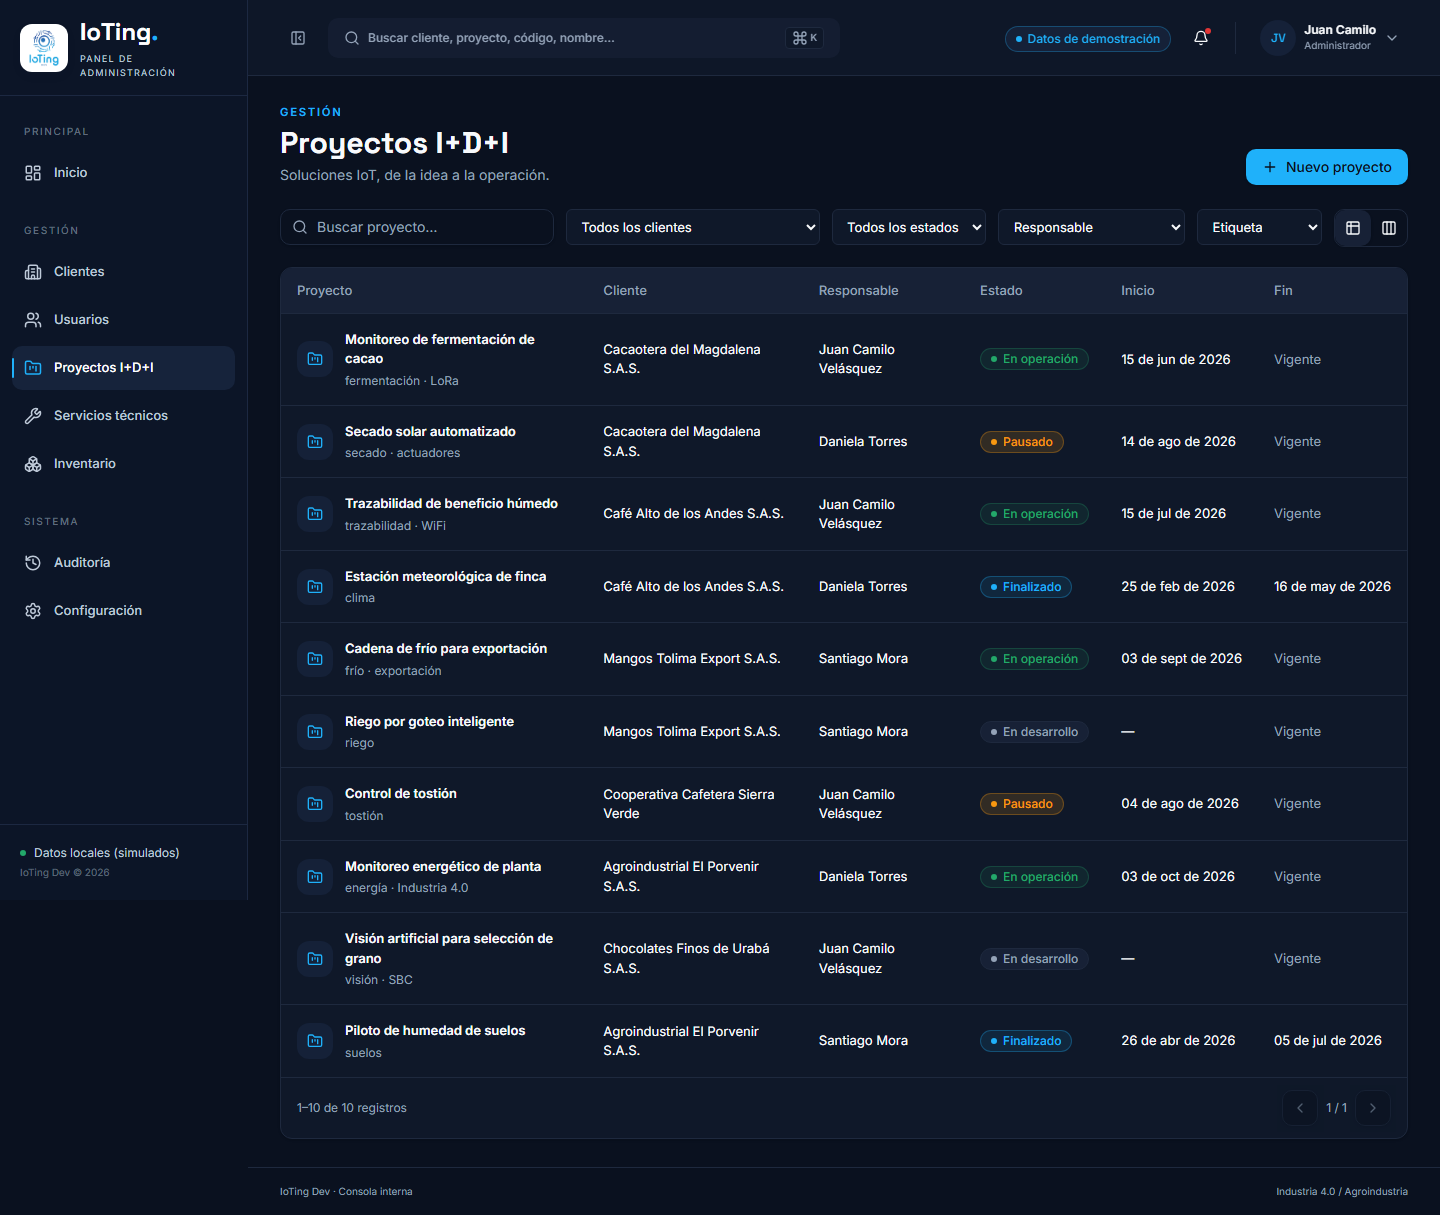 IoTing
IoTing.
PANEL DE
ADMINISTRACIÓN
PRINCIPAL
Inicio
GESTIÓN
Clientes
Usuarios
Proyectos I+D+I
Servicios técnicos
Inventario
SISTEMA
Auditoría
Configuración
Datos locales (simulados)
IoTing Dev © 2026
Buscar cliente, proyecto, código, nombre...
⌘ K
Datos de demostración
JV
Juan Camilo
Administrador
GESTIÓN
Proyectos I+D+I
Soluciones IoT, de la idea a la operación.
Nuevo proyecto
Buscar proyecto...
Todos los clientes
Todos los estados
Responsable
Etiqueta
Proyecto Cliente Responsable Estado Inicio Fin
Monitoreo de fermentación de
cacao
fermentación · LoRa
Cacaotera del Magdalena
S.A.S.
Juan Camilo
Velásquez
En operación
15 de jun de 2026
Vigente
Secado solar automatizado
secado · actuadores
Cacaotera del Magdalena
S.A.S.
Daniela Torres
Pausado
14 de ago de 2026
Vigente
Trazabilidad de beneficio húmedo
trazabilidad · WiFi
Café Alto de los Andes S.A.S.
Juan Camilo
Velásquez
En operación
15 de jul de 2026
Vigente
Estación meteorológica de finca
clima
Café Alto de los Andes S.A.S.
Daniela Torres
Finalizado
25 de feb de 2026
16 de may de 2026
Cadena de frío para exportación
frío · exportación
Mangos Tolima Export S.A.S.
Santiago Mora
En operación
03 de sept de 2026
Vigente
Riego por goteo inteligente
riego
Mangos Tolima Export S.A.S.
Santiago Mora
En desarrollo
—
Vigente
Control de tostión
tostión
Cooperativa Cafetera Sierra
Verde
Juan Camilo
Velásquez
Pausado
04 de ago de 2026
Vigente
Monitoreo energético de planta
energía · Industria 4.0
Agroindustrial El Porvenir
S.A.S.
Daniela Torres
En operación
03 de oct de 2026
Vigente
Visión artificial para selección de
grano
visión · SBC
Chocolates Finos de Urabá
S.A.S.
Juan Camilo
Velásquez
En desarrollo
—
Vigente
Piloto de humedad de suelos
suelos
Agroindustrial El Porvenir
S.A.S.
Santiago Mora
Finalizado
26 de abr de 2026
05 de jul de 2026
1–10 de 10 registros
1 / 1
IoTing Dev · Consola interna
Industria 4.0 / Agroindustria